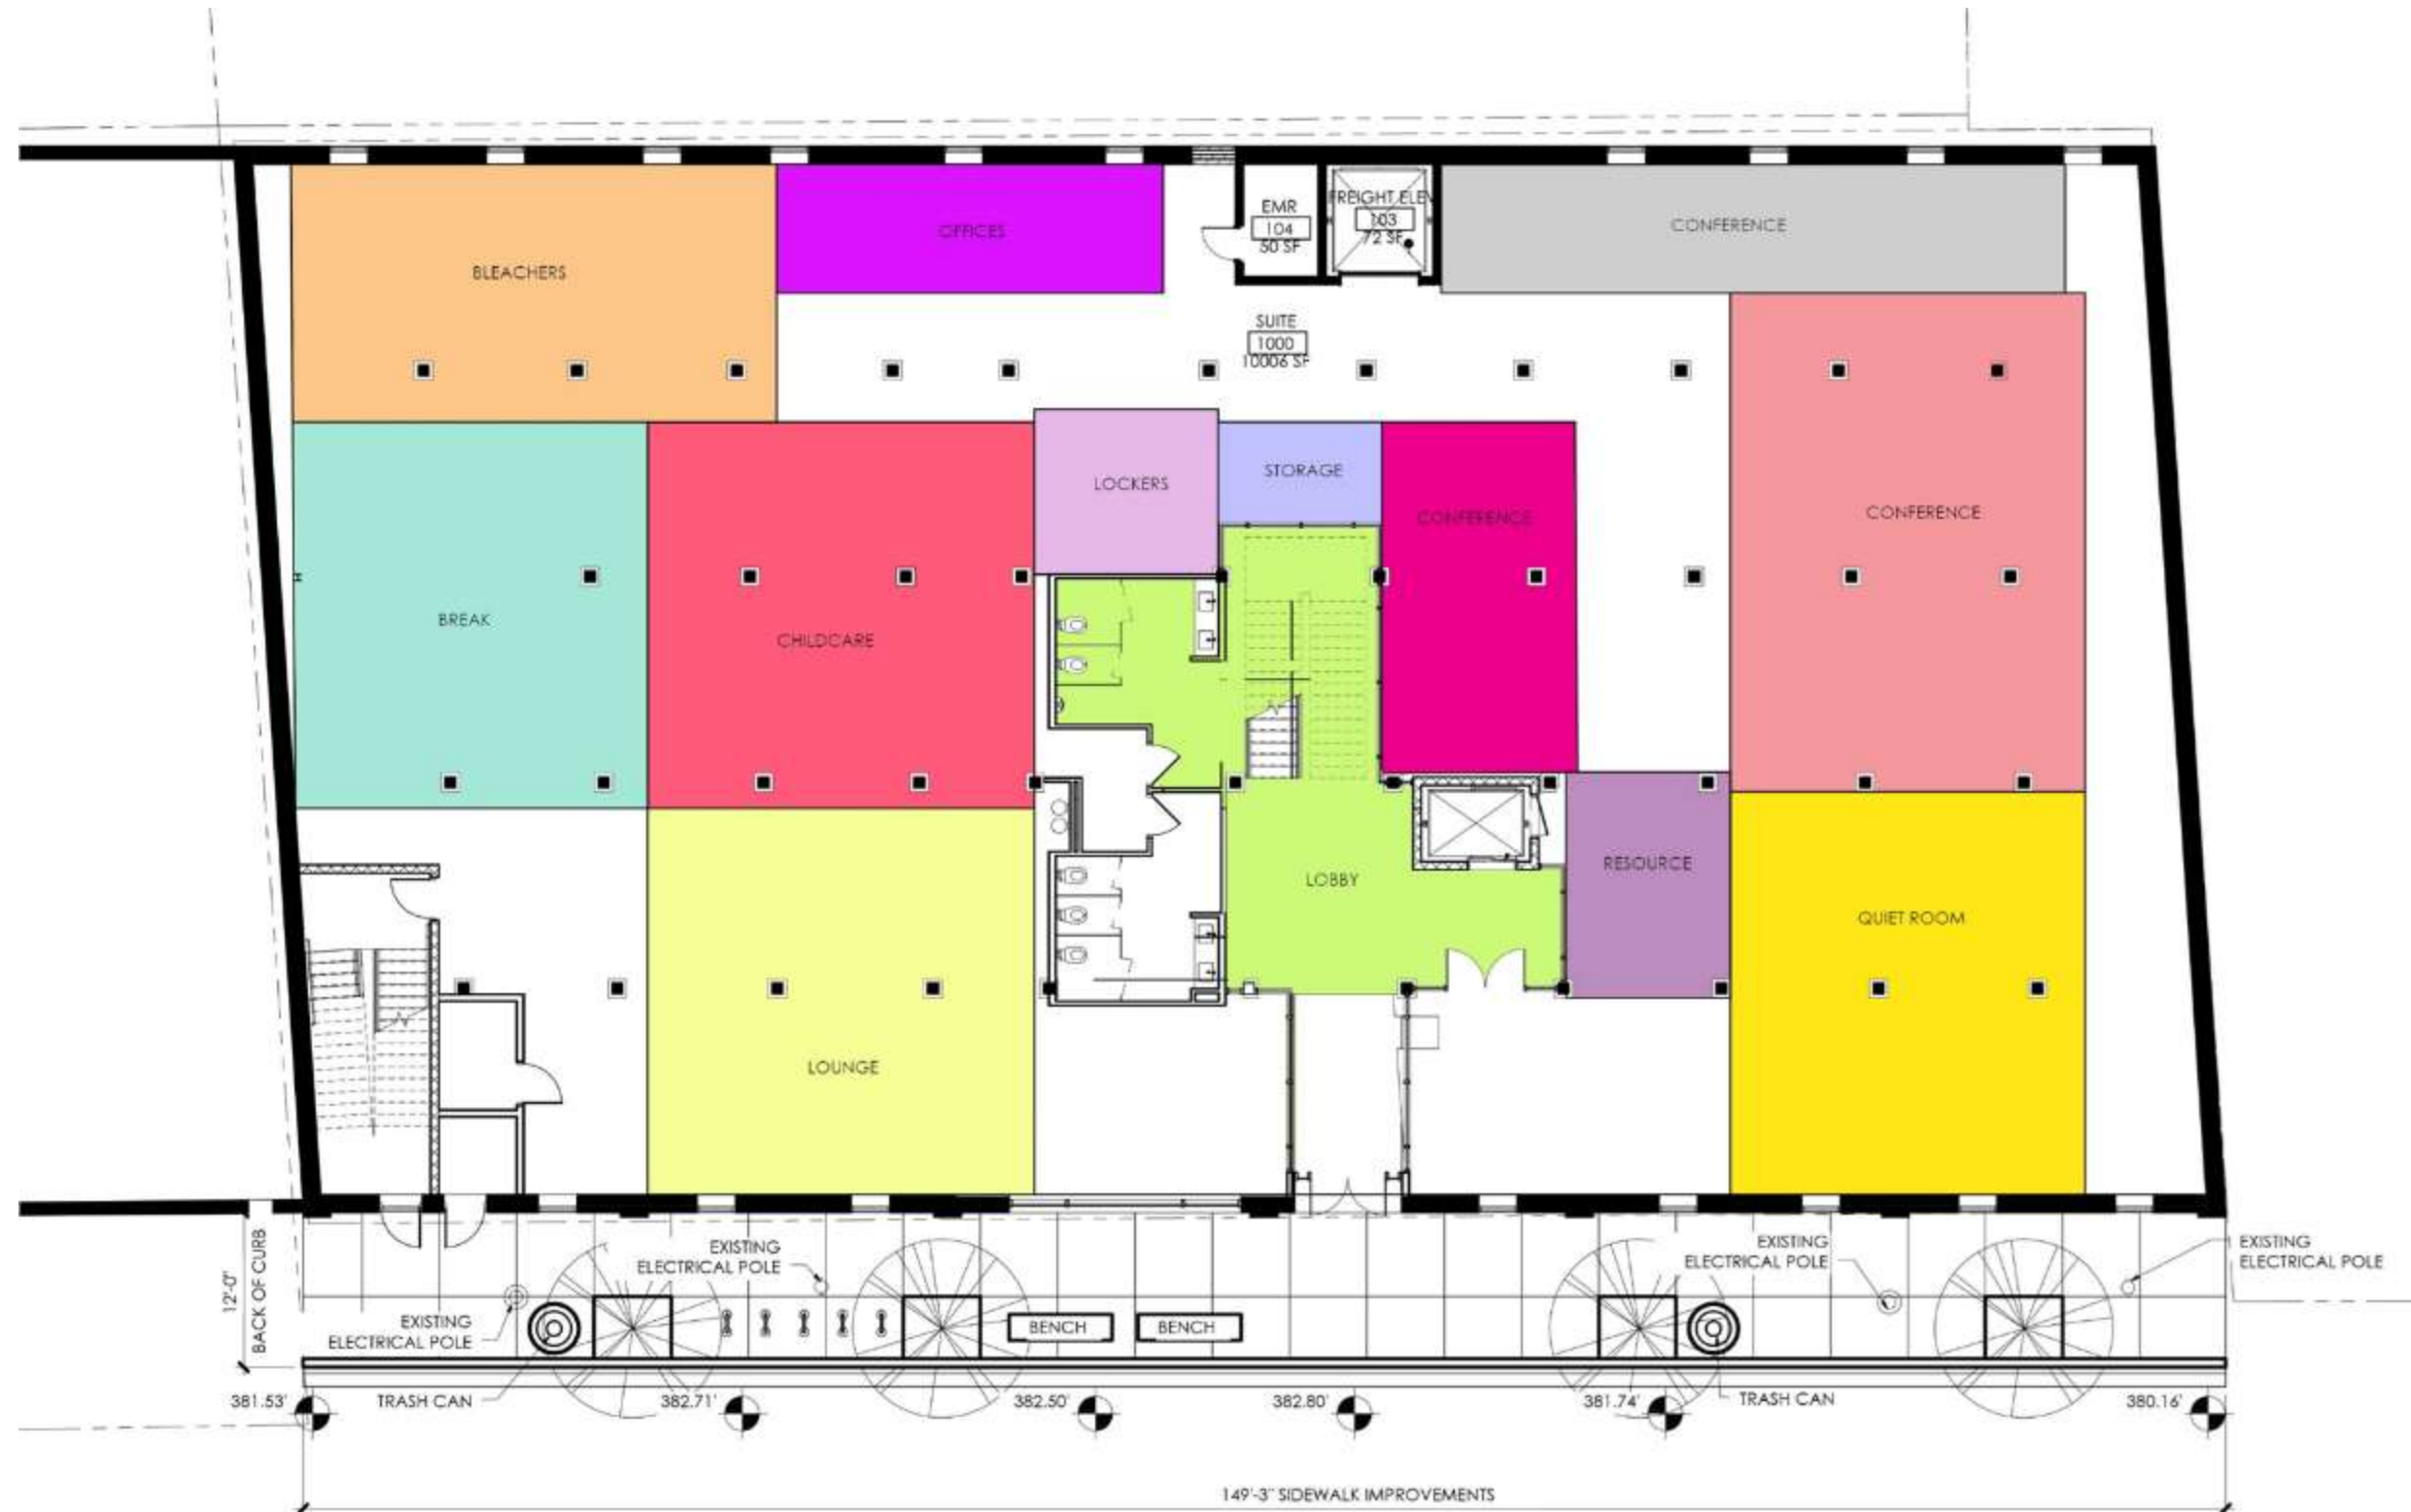 EMR
104
50 SF
FREIGHT ELEV
103
72 SF
OFFICES
CONFERENCE
BLEACHERS
SUITE
1000
10006 SF
LOCKERS
STORAGE
CONFERENCE
CONFERENCE
BREAK
CHILDCARE
LOBBY
RESOURCE
QUIET ROOM
LOUNGE
12'-0"
BACK OF CURB
EXISTING
ELECTRICAL POLE
EXISTING
ELECTRICAL POLE
EXISTING
ELECTRICAL POLE
EXISTING
ELECTRICAL POLE
BENCH
BENCH
TRASH CAN
TRASH CAN
381.53'
382.71'
382.50'
382.80'
381.74'
380.16'
149'-3" SIDEWALK IMPROVEMENTS